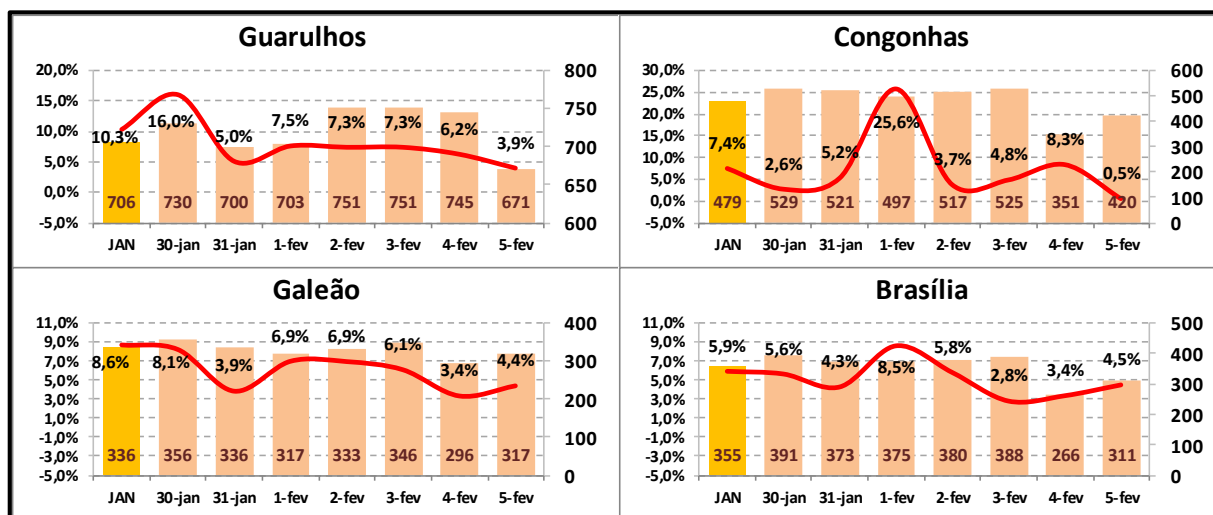 Guarulhos
20,0% 800
15,0% 750
10,0% 700
5,0%
0,0% 650
-5,0% 600
10,3% 16,0% 5,0% 7,5% 7,3% 7,3% 6,2% 3,9%
706 730 700 703 751 751 745 671
JAN 30-jan 31-jan 1-fev 2-fev 3-fev 4-fev 5-fev
Congonhas
30,0% 600
25,0% 500
20,0% 400
15,0% 300
10,0%
5,0% 200
0,0% 100
-5,0% 0
7,4% 2,6% 5,2% 25,6% 3,7% 4,8% 8,3% 0,5%
479 529 521 497 517 525 351 420
JAN 30-jan 31-jan 1-fev 2-fev 3-fev 4-fev 5-fev
Galeão
11,0% 400
9,0%
7,0% 300
5,0%
3,0% 200
1,0%
-1,0% 100
-3,0%
-5,0% 0
8,6% 8,1% 3,9% 6,9% 6,9% 6,1% 3,4% 4,4%
336 356 336 317 333 346 296 317
JAN 30-jan 31-jan 1-fev 2-fev 3-fev 4-fev 5-fev
Brasília
11,0% 500
9,0%
7,0% 400
5,0% 300
3,0%
1,0% 200
-1,0% 100
-3,0%
-5,0% 0
5,9% 5,6% 4,3% 8,5% 5,8% 2,8% 3,4% 4,5%
355 391 373 375 380 388 266 311
JAN 30-jan 31-jan 1-fev 2-fev 3-fev 4-fev 5-fev